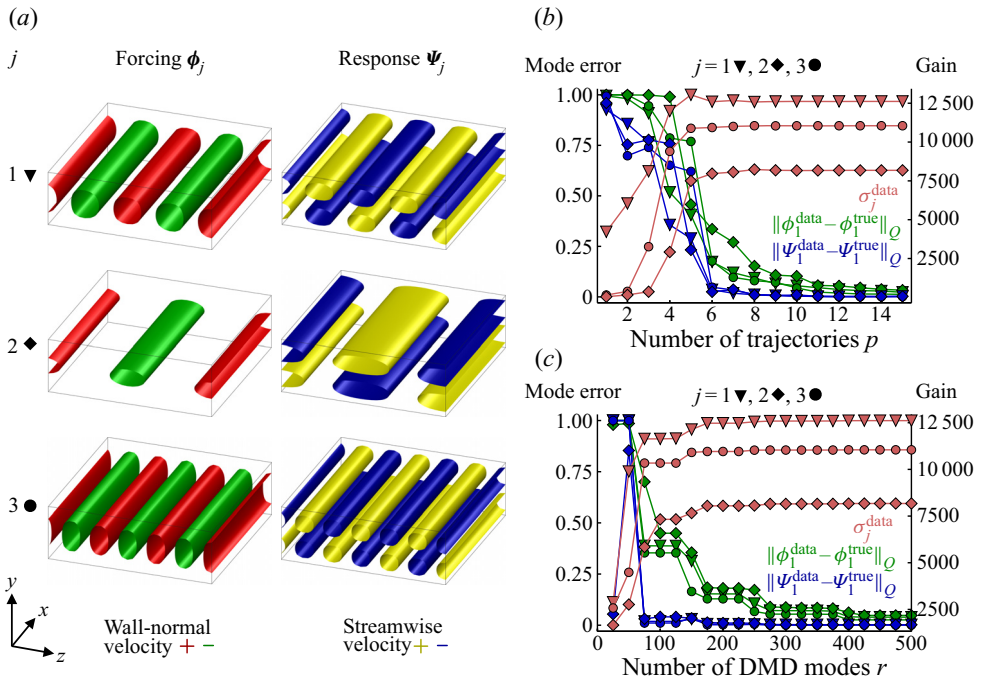 (a)
j
Forcing ϕ_j
Response Ψ_j
1 ▼
2 ◆
3 ●
y
x
z
Wall-normal
velocity + −
Streamwise
velocity + −
(b)
Mode error
j = 1 ▼, 2 ◆, 3 ●
Gain
1.00
0.75
0.50
0.25
0
12 500
10 000
7500
5000
2500
σ_j^data
‖ϕ_1^data − ϕ_1^true‖_Q
‖Ψ_1^data − Ψ_1^true‖_Q
2 4 6 8 10 12 14
Number of trajectories p
(c)
Mode error
j = 1 ▼, 2 ◆, 3 ●
Gain
1.00
0.75
0.50
0.25
0
12 500
10 000
7500
5000
2500
σ_j^data
‖ϕ_1^data − ϕ_1^true‖_Q
‖Ψ_1^data − Ψ_1^true‖_Q
0 100 200 300 400 500
Number of DMD modes r